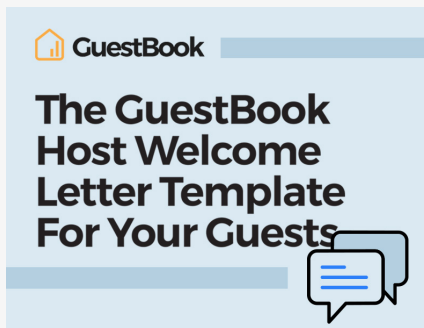 GuestBook
The GuestBook
Host Welcome
Letter Template
For Your Guests